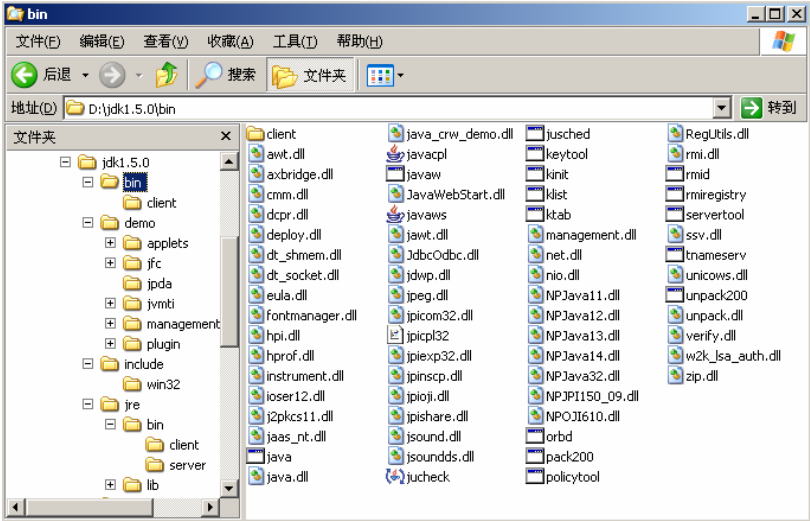 bin
文件(F) 编辑(E) 查看(V) 收藏(A) 工具(T) 帮助(H)
后退 搜索 文件夹
地址(D) D:\jdk1.5.0\bin 转到
文件夹
jdk1.5.0
bin
client
demo
applets
jfc
jpda
jvmti
management
plugin
include
win32
jre
bin
client
server
lib
client
awt.dll
axbridge.dll
cmm.dll
dcpr.dll
deploy.dll
dt_shmem.dll
dt_socket.dll
eula.dll
fontmanager.dll
hpi.dll
hprof.dll
instrument.dll
ioser12.dll
j2pkcs11.dll
jaas_nt.dll
java
java.dll
java_crw_demo.dll
javacpl
javaw
JavaWebStart.dll
javaws
jawt.dll
JdbcOdbc.dll
jdwp.dll
jpeg.dll
jpicom32.dll
jpicpl32
jpiexp32.dll
jpinscp.dll
jpioji.dll
jpishare.dll
jsound.dll
jsoundds.dll
jucheck
jusched
keytool
kinit
klist
ktab
management.dll
net.dll
nio.dll
NPJava11.dll
NPJava12.dll
NPJava13.dll
NPJava14.dll
NPJava32.dll
NPJPI150_09.dll
NPOJI610.dll
orbd
pack200
policytool
RegUtils.dll
rmi.dll
rmid
rmiregistry
servertool
ssv.dll
tnameserv
unicows.dll
unpack200
unpack.dll
verify.dll
w2k_lsa_auth.dll
zip.dll